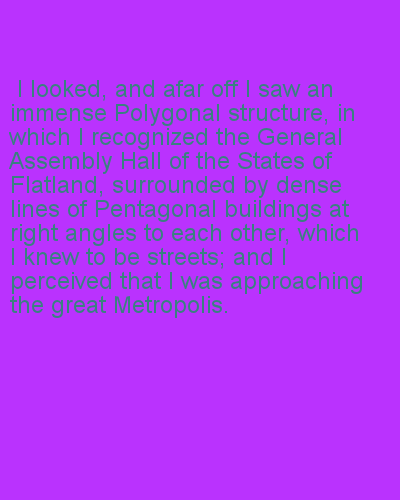 I looked, and afar off I saw an
immense Polygonal structure, in
which I recognized the General
Assembly Hall of the States of
Flatland, surrounded by dense
lines of Pentagonal buildings at
right angles to each other, which
I knew to be streets; and I
perceived that I was approaching
the great Metropolis.